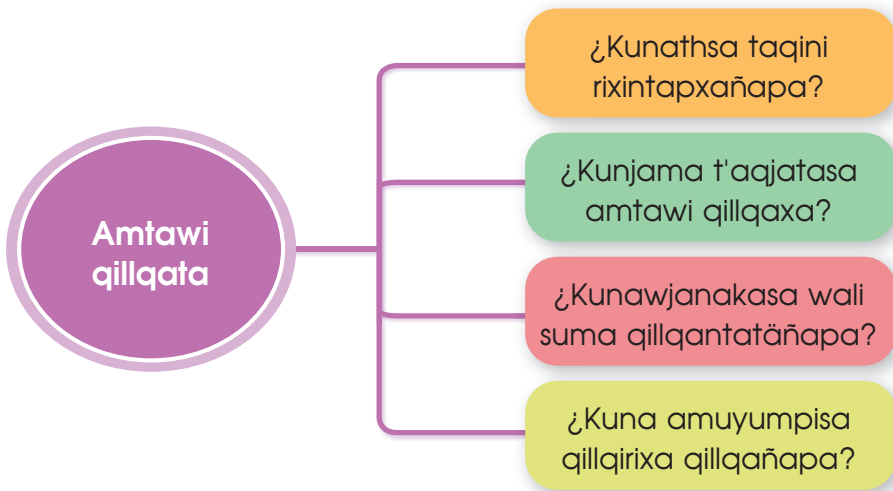 Amtawi
qillqata
¿Kunathsa taqini
rixintapxañapa?
¿Kunjama t'aqjatasa
amtawi qillqaxa?
¿Kunawjanakasa wali
suma qillqantatäñapa?
¿Kuna amuyumpisa
qillqirixa qillqañapa?